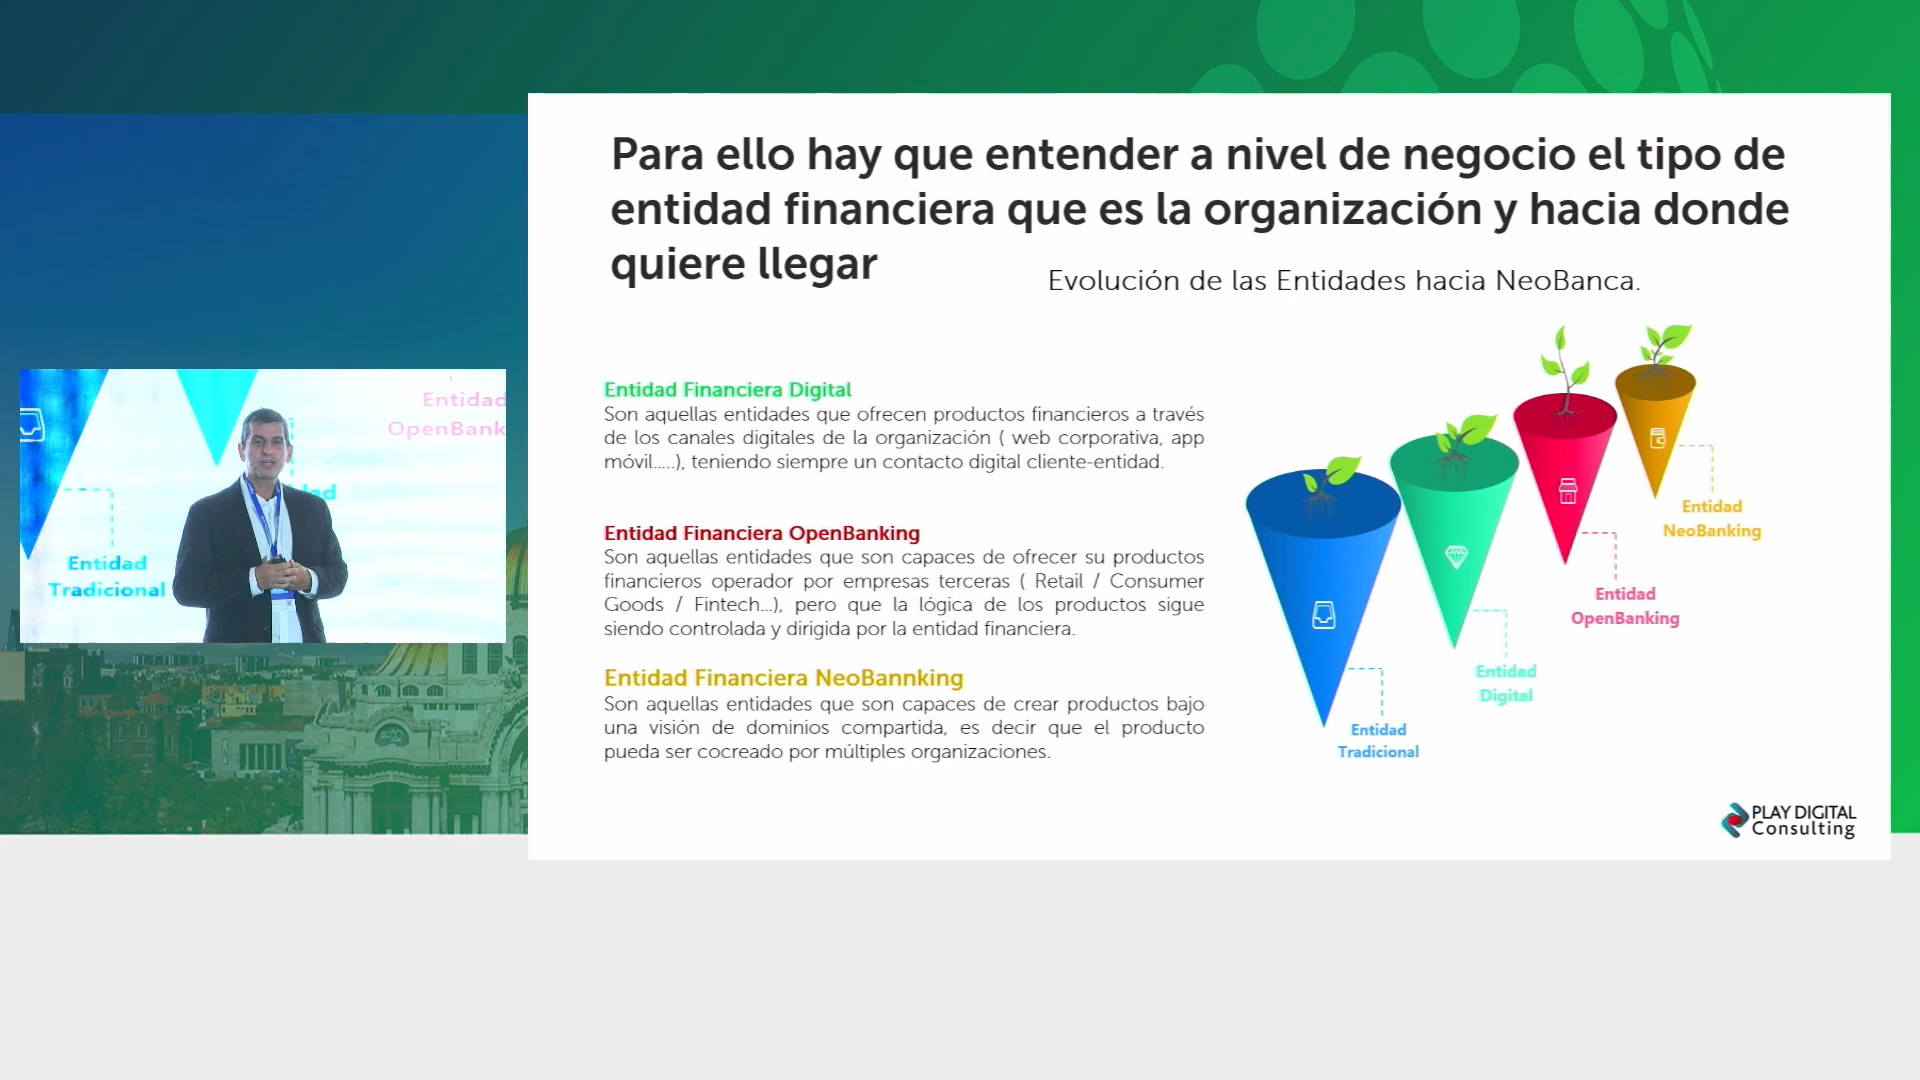 Para ello hay que entender a nivel de negocio el tipo de
entidad financiera que es la organización y hacia donde
quiere llegar
Evolución de las Entidades hacia NeoBanca.
Entidad Financiera Digital
Son aquellas entidades que ofrecen productos financieros a través
de los canales digitales de la organización ( web corporativa, app
móvil.....), teniendo siempre un contacto digital cliente-entidad.
Entidad Financiera OpenBanking
Son aquellas entidades que son capaces de ofrecer su productos
financieros operador por empresas terceras ( Retail / Consumer
Goods / Fintech...), pero que la lógica de los productos sigue
siendo controlada y dirigida por la entidad financiera.
Entidad Financiera NeoBannking
Son aquellas entidades que son capaces de crear productos bajo
una visión de dominios compartida, es decir que el producto
pueda ser cocreado por múltiples organizaciones.
Entidad
NeoBanking
Entidad
OpenBanking
Entidad
Digital
Entidad
Tradicional
PLAY DIGITAL
Consulting
Entidad
OpenBank
dad
Entidad
Tradicional